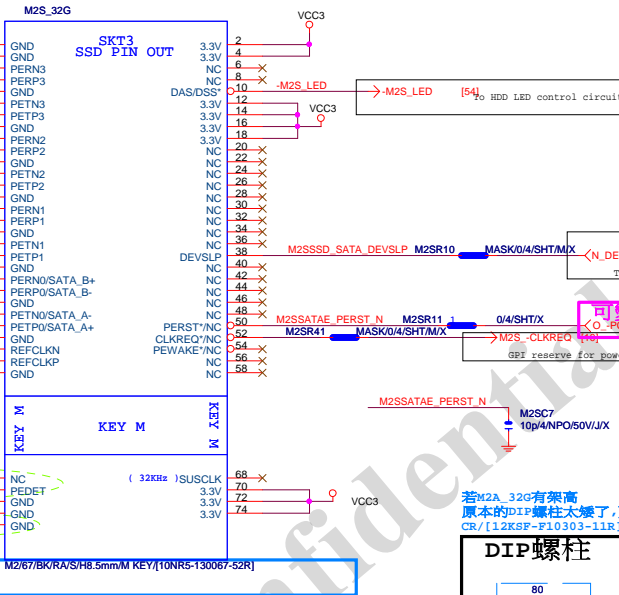 M2S_32G
VCC3
SKT3
SSD PIN OUT
GND 3.3V 2
GND 3.3V 4
PERN3 NC 6
PERP3 NC 8
GND DAS/DSS* 10 -M2S_LED -M2S_LED [54] To HDD LED control circuit
PETN3 3.3V 12
PETP3 3.3V 14 VCC3
GND 3.3V 16
PERN2 3.3V 18
PERP2 NC 20
GND NC 22
PETN2 NC 24
PETP2 NC 26
GND NC 28
PERN1 NC 30
PERP1 NC 32
GND NC 34
PETN1 NC 36
PETP1 DEVSLP 38 M2SSSD_SATA_DEVSLP M2SR10 MASK/0/4/SHT/M/X N_DE
GND NC 40
PERN0/SATA_B+ NC 42
PERP0/SATA_B- NC 44
GND NC 46
PETN0/SATA_A- NC 48
PETP0/SATA_A+ PERST*/NC 50 M2SSATAE_PERST_N M2SR11 1 0/4/SHT/X 可
GND CLKREQ*/NC 52 M2SR41 MASK/0/4/SHT/M/X M2S_-CLKREQ
REFCLKN PEWAKE*/NC 54
REFCLKP NC 56
GND NC 58
GPI reserve for pow
KEY M KEY M KEY M
M2SSATAE_PERST_N
M2SC7
10p/4/NPO/50V/J/X
NC ( 32KHz ) SUSCLK 68
PEDET 3.3V 70
GND 3.3V 72 VCC3
GND 3.3V 74
GND
若M2A_32G有架高
原本的DIP螺柱太矮了,
CR/[12KSF-F10303-11R]
DIP螺柱
80
M2/67/BK/RA/S/H8.5mm/M KEY/[10NR5-130067-52R]
nfidential